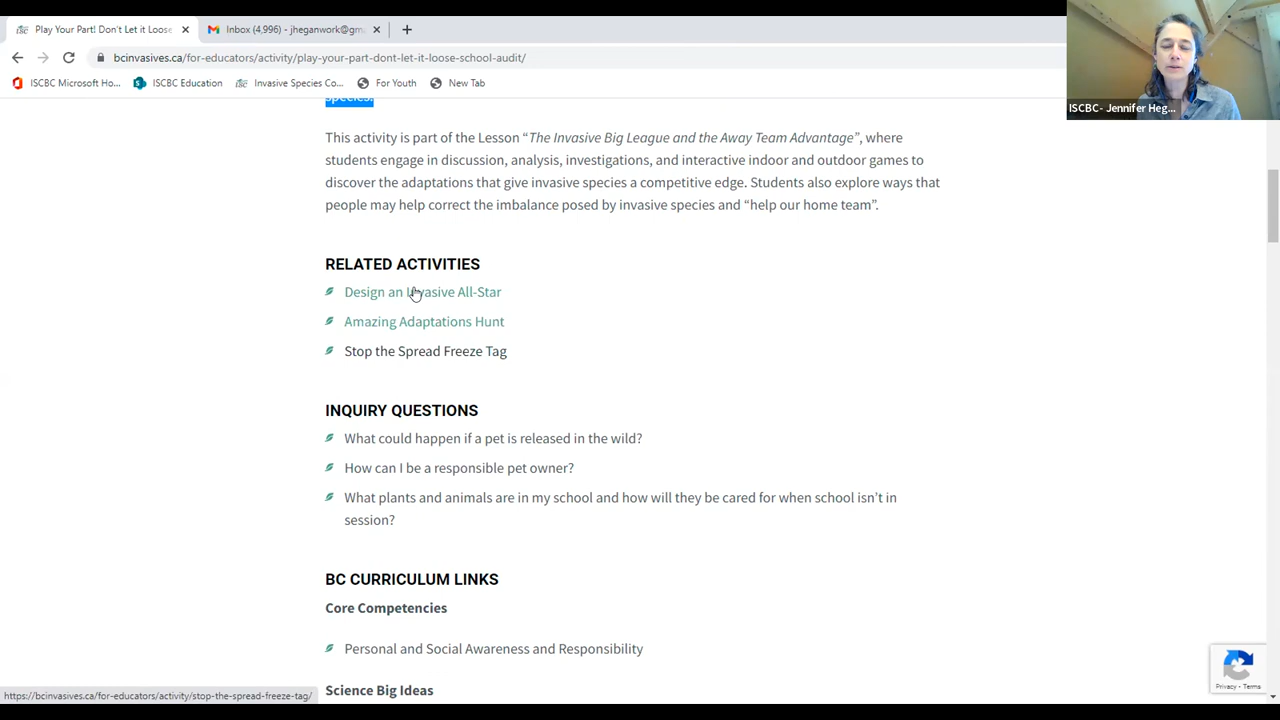 Play Your Part! Don't Let it Loose
Inbox (4,996) - jheganwork@gm
bcinvasives.ca/for-educators/activity/play-your-part-dont-let-it-loose-school-audit/
ISCBC Microsoft Ho...
ISCBC Education
Invasive Species Co...
For Youth
New Tab
ISCBC- Jennifer Heg...
species.
This activity is part of the Lesson “The Invasive Big League and the Away Team Advantage”, where
students engage in discussion, analysis, investigations, and interactive indoor and outdoor games to
discover the adaptations that give invasive species a competitive edge. Students also explore ways that
people may help correct the imbalance posed by invasive species and “help our home team”.
RELATED ACTIVITIES
Design an Invasive All-Star
Amazing Adaptations Hunt
Stop the Spread Freeze Tag
INQUIRY QUESTIONS
What could happen if a pet is released in the wild?
How can I be a responsible pet owner?
What plants and animals are in my school and how will they be cared for when school isn’t in
session?
BC CURRICULUM LINKS
Core Competencies
Personal and Social Awareness and Responsibility
Science Big Ideas
Privacy - Terms
https://bcinvasives.ca/for-educators/activity/stop-the-spread-freeze-tag/